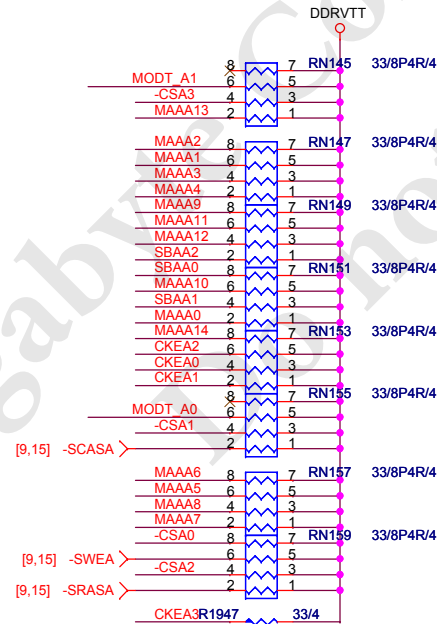 DDRVTT
8 7 RN145 33/8P4R/4
MODT_A1 6 5
-CSA3 4 3
MAAA13 2 1
MAAA2 8 7 RN147 33/8P4R/4
MAAA1 6 5
MAAA3 4 3
MAAA4 2 1
MAAA9 8 7 RN149 33/8P4R/4
MAAA11 6 5
MAAA12 4 3
SBAA2 2 1
SBAA0 8 7 RN151 33/8P4R/4
MAAA10 6 5
SBAA1 4 3
MAAA0 2 1
MAAA14 8 7 RN153 33/8P4R/4
CKEA2 6 5
CKEA0 4 3
CKEA1 2 1
8 7 RN155 33/8P4R/4
MODT_A0 6 5
-CSA1 4 3
[9,15] -SCASA 2 1
MAAA6 8 7 RN157 33/8P4R/4
MAAA5 6 5
MAAA8 4 3
MAAA7 2 1
-CSA0 8 7 RN159 33/8P4R/4
[9,15] -SWEA 6 5
-CSA2 4 3
[9,15] -SRASA 2 1
CKEA3 R1947 33/4